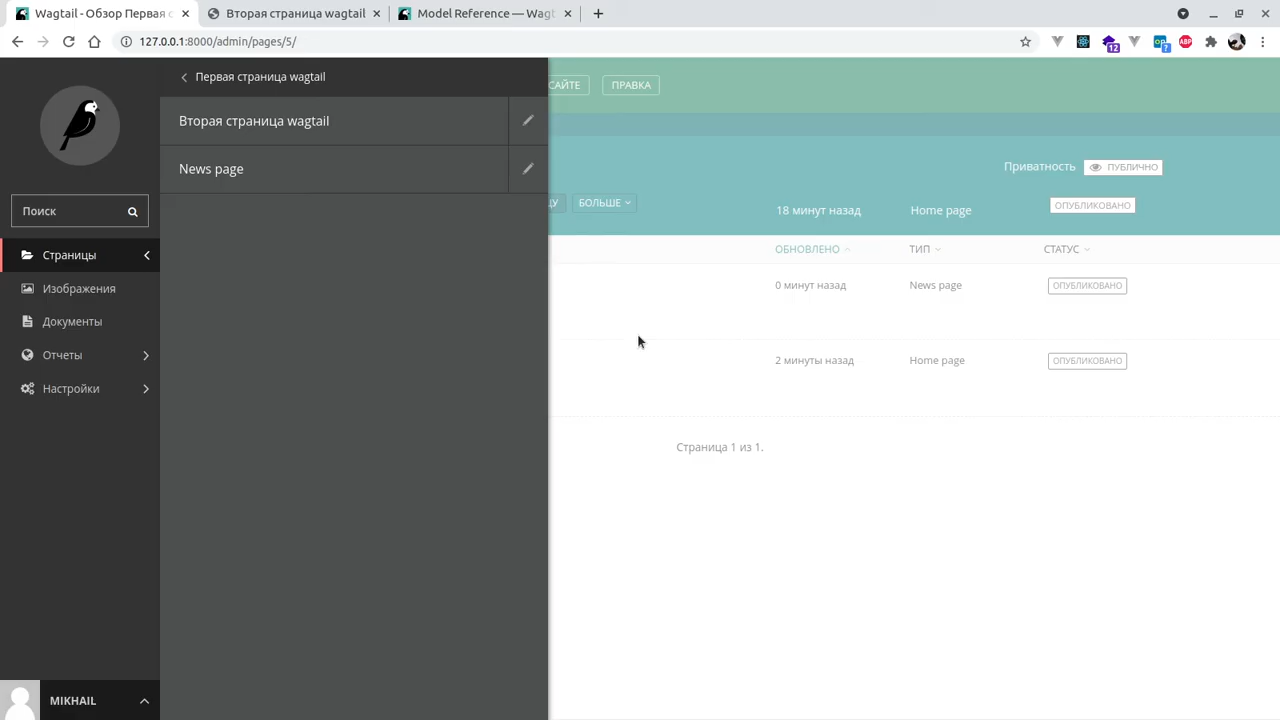 Wagtail - Обзор Первая с
Вторая страница wagtail
Model Reference — Wagt
127.0.0.1:8000/admin/pages/5/
12
?
ABP
Первая страница wagtail
САЙТЕ
ПРАВКА
Вторая страница wagtail
News page
Приватность
ПУБЛИЧНО
ЦУ
БОЛЬШЕ
18 минут назад
Home page
ОПУБЛИКОВАНО
Поиск
Страницы
Изображения
Документы
Отчеты
Настройки
ОБНОВЛЕНО
ТИП
СТАТУС
0 минут назад
News page
ОПУБЛИКОВАНО
2 минуты назад
Home page
ОПУБЛИКОВАНО
Страница 1 из 1.
MIKHAIL